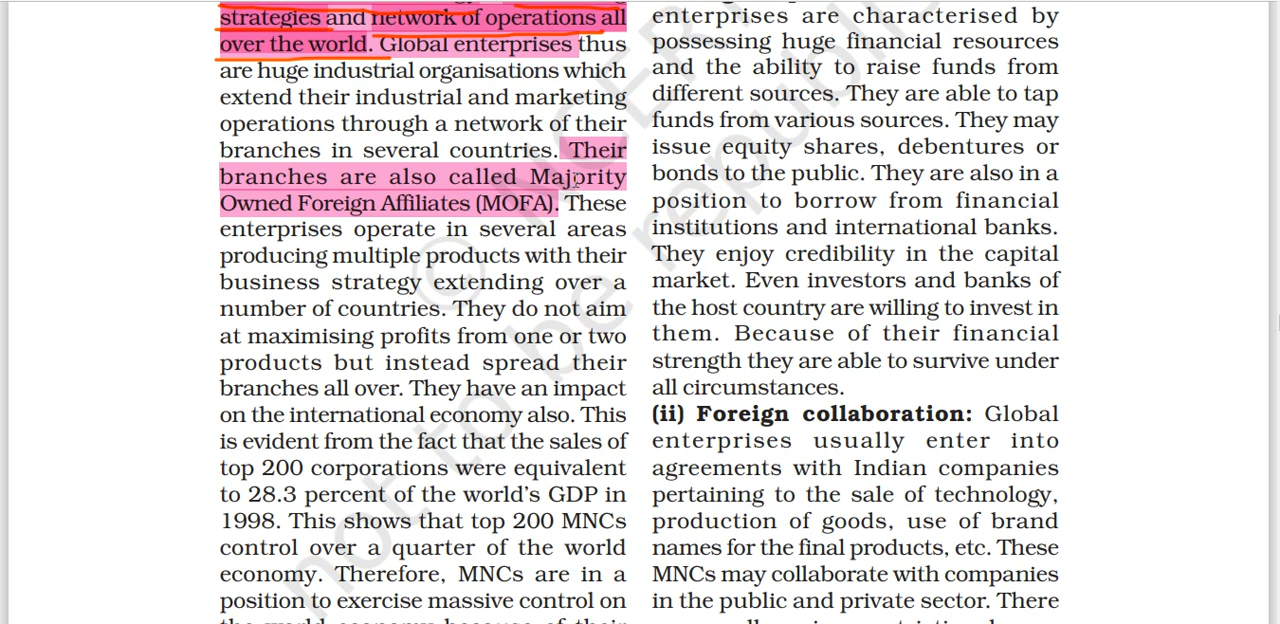 strategies and network of operations all
over the world. Global enterprises thus
are huge industrial organisations which
extend their industrial and marketing
operations through a network of their
branches in several countries. Their
branches are also called Majority
Owned Foreign Affiliates (MOFA). These
enterprises operate in several areas
producing multiple products with their
business strategy extending over a
number of countries. They do not aim
at maximising profits from one or two
products but instead spread their
branches all over. They have an impact
on the international economy also. This
is evident from the fact that the sales of
top 200 corporations were equivalent
to 28.3 percent of the world's GDP in
1998. This shows that top 200 MNCs
control over a quarter of the world
economy. Therefore, MNCs are in a
position to exercise massive control on
the world economy because of their
enterprises are characterised by
possessing huge financial resources
and the ability to raise funds from
different sources. They are able to tap
funds from various sources. They may
issue equity shares, debentures or
bonds to the public. They are also in a
position to borrow from financial
institutions and international banks.
They enjoy credibility in the capital
market. Even investors and banks of
the host country are willing to invest in
them. Because of their financial
strength they are able to survive under
all circumstances.
(ii) Foreign collaboration: Global
enterprises usually enter into
agreements with Indian companies
pertaining to the sale of technology,
production of goods, use of brand
names for the final products, etc. These
MNCs may collaborate with companies
in the public and private sector. There
© NCERT
not to be republi